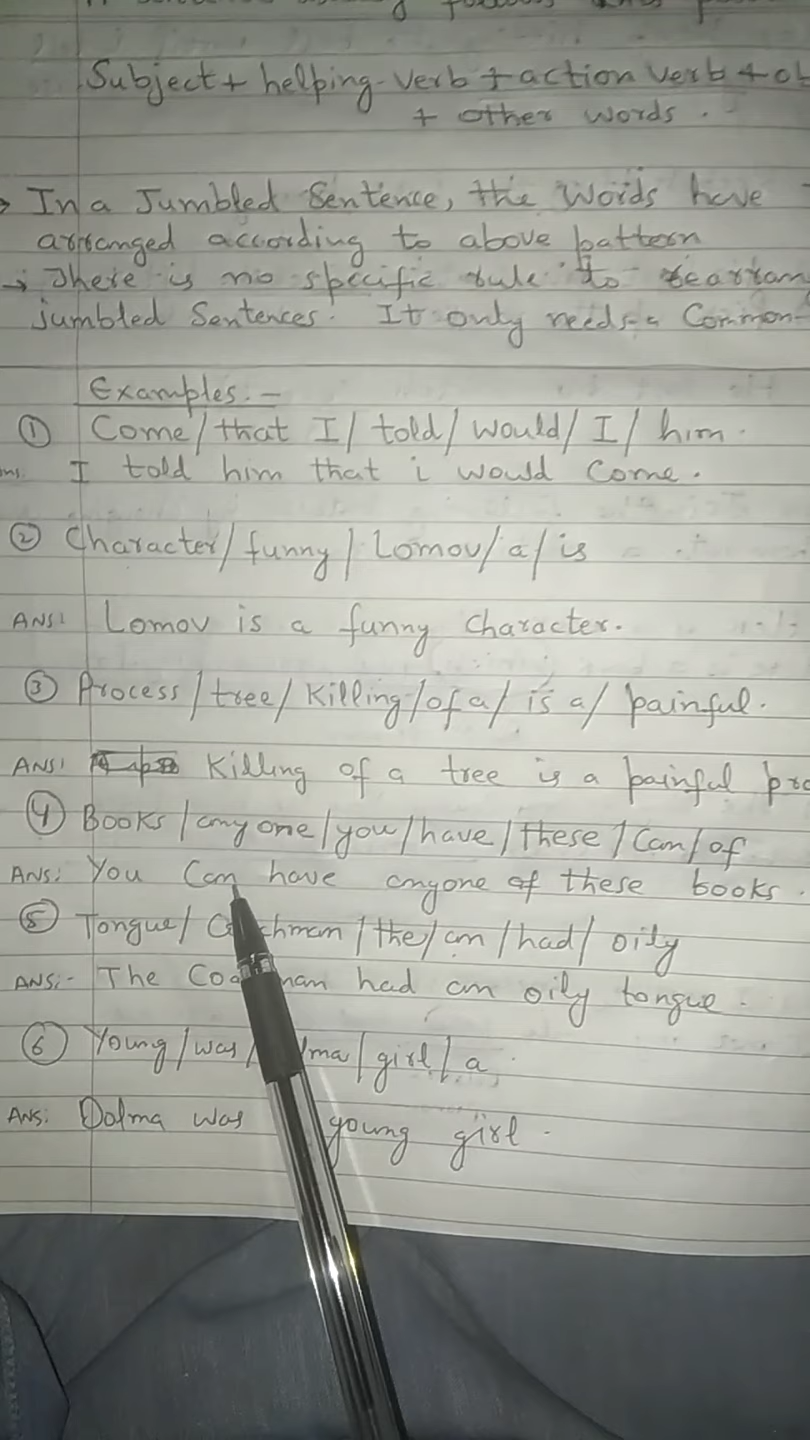 Subject + helping-verb + action verb + ob
+ other words.
In a Jumbled Sentence, the words have
arranged according to above pattern
There is no specific rule to rearran
jumbled Sentences. It only needs a Common-
Examples:-
① Come/that I/told/would/I/him.
Ans. I told him that i would Come.
② Character/funny/Lomov/a/is
ANS: Lomov is a funny Character.
③ Process/tree/killing/of a/is a/painful.
ANS: Killing of a tree is a painful pro
④ Books/anyone/you/have/these/Can/of
ANS: You Can have anyone of these books.
⑤ Tongue/ /the/an/had/oily
ANS:- The had an oily tongue.
⑥ Young/was/ /girl/a
ANS: Dolma was young girl.